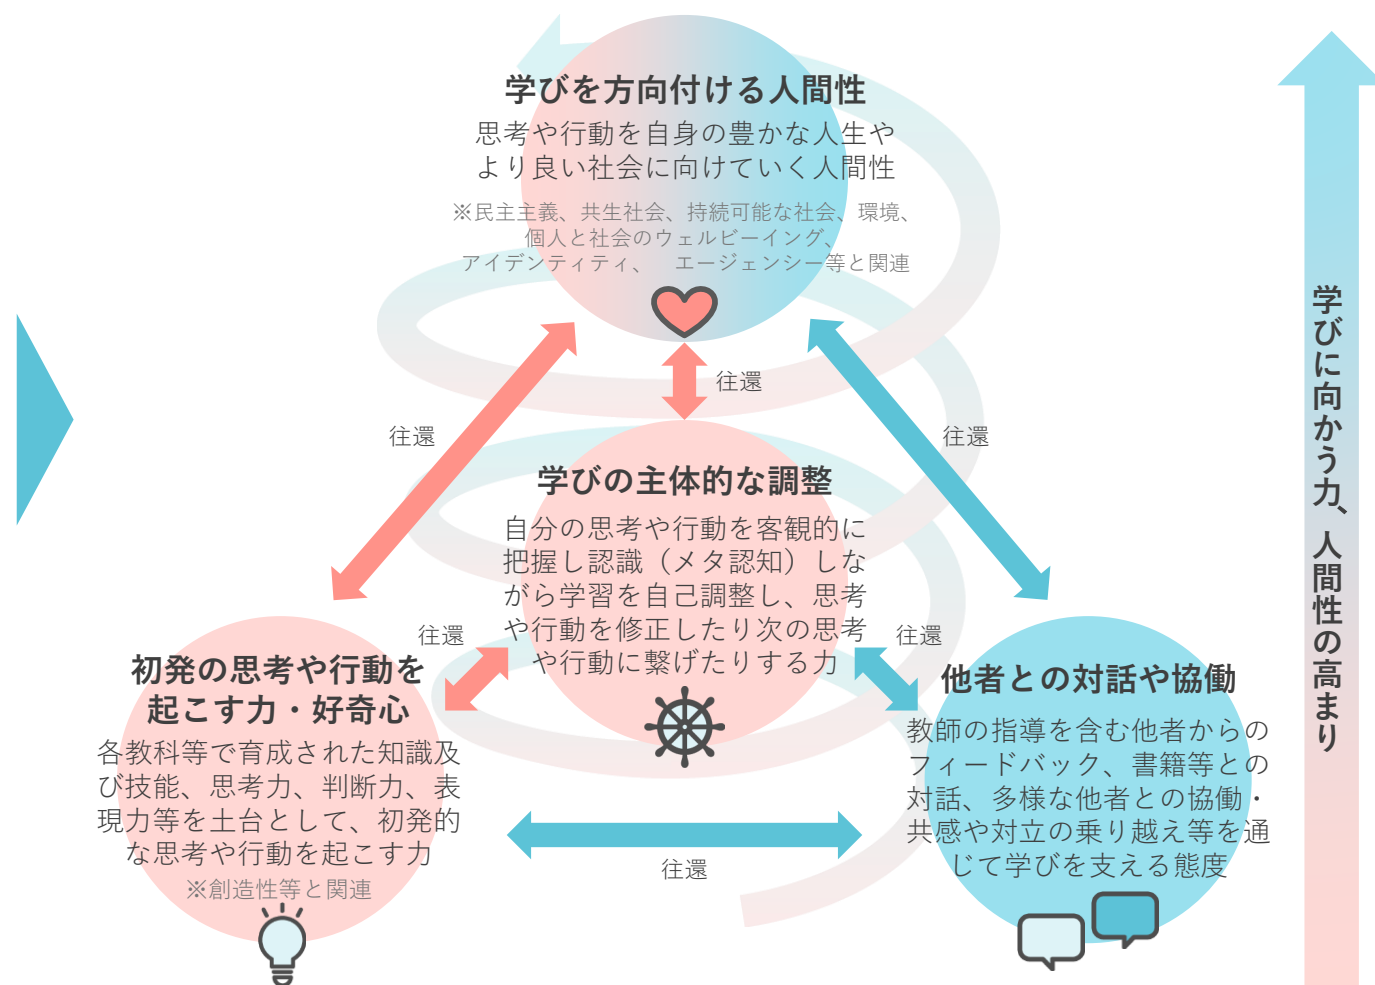 学びを方向付ける人間性
思考や行動を自身の豊かな人生や
より良い社会に向けていく人間性
※民主主義、共生社会、持続可能な社会、環境、
個人と社会のウェルビーイング、
アイデンティティ、　エージェンシー等と関連
往還
往還
往還
学びの主体的な調整
自分の思考や行動を客観的に
把握し認識（メタ認知）しな
がら学習を自己調整し、思考
や行動を修正したり次の思考
や行動に繋げたりする力
往還
往還
初発の思考や行動を
起こす力・好奇心
各教科等で育成された知識及
び技能、思考力、判断力、表
現力等を土台として、初発的
な思考や行動を起こす力
※創造性等と関連
他者との対話や協働
教師の指導を含む他者からの
フィードバック、書籍等との
対話、多様な他者との協働・
共感や対立の乗り越え等を通
じて学びを支える態度
往還
学びに向かう力、人間性の高まり